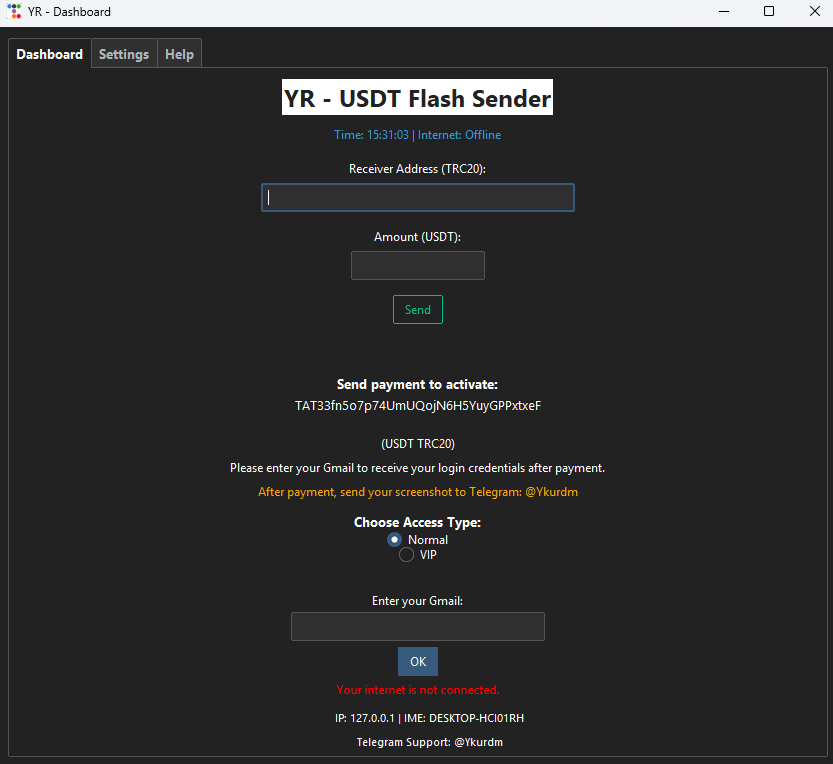 YR - Dashboard
Dashboard Settings Help
YR - USDT Flash Sender
Time: 15:31:03 | Internet: Offline
Receiver Address (TRC20):
Amount (USDT):
Send
Send payment to activate:
TAT33fn5o7p74UmUQojN6H5YuyGPPxtxeF
(USDT TRC20)
Please enter your Gmail to receive your login credentials after payment.
After payment, send your screenshot to Telegram: @Ykurdm
Choose Access Type:
Normal
VIP
Enter your Gmail:
OK
Your internet is not connected.
IP: 127.0.0.1 | IME: DESKTOP-HCI01RH
Telegram Support: @Ykurdm